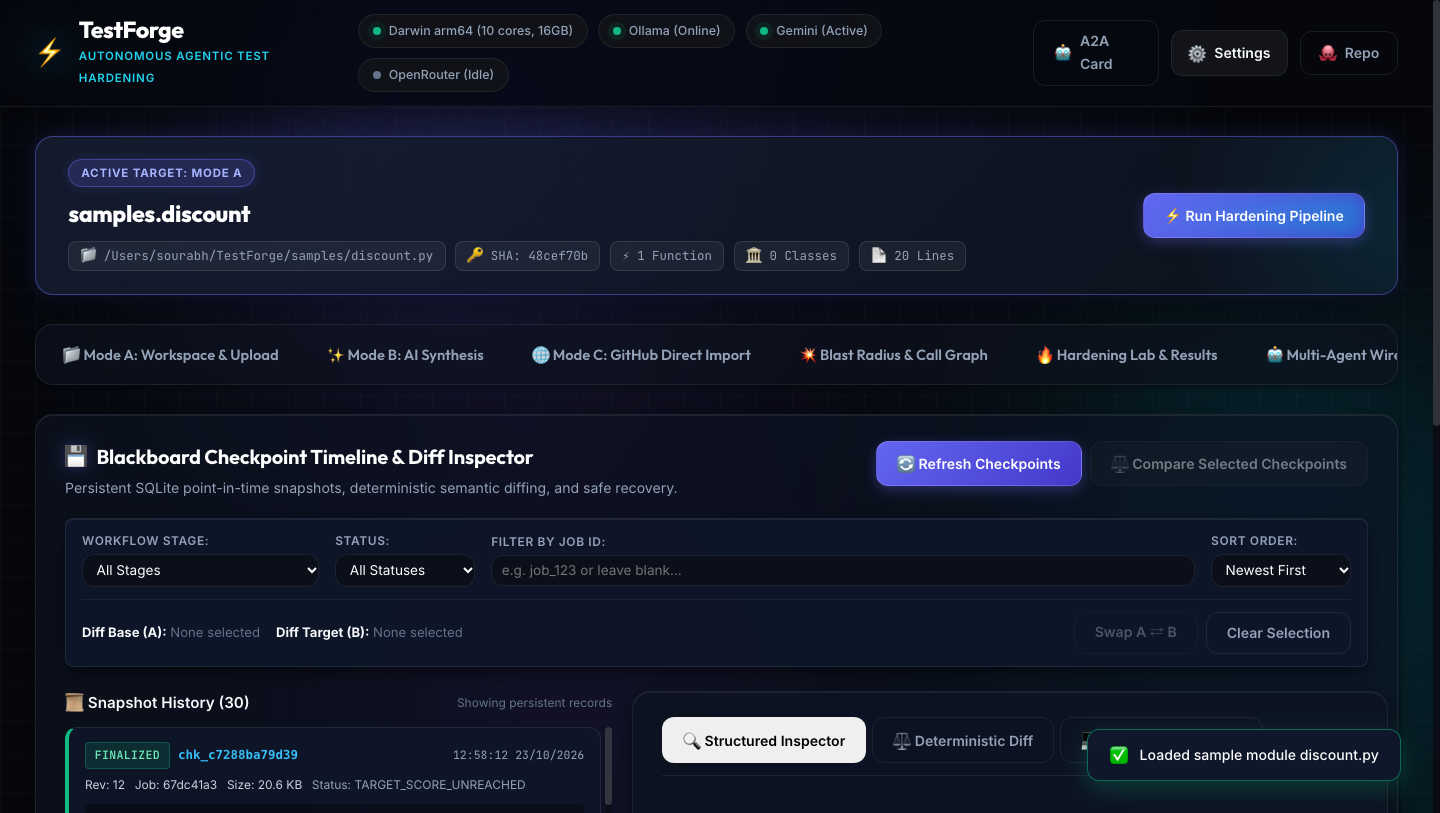 TestForge
AUTONOMOUS AGENTIC TEST
HARDENING
Darwin arm64 (10 cores, 16GB)
Ollama (Online)
Gemini (Active)
OpenRouter (Idle)
A2A
Card
Settings
Repo
ACTIVE TARGET: MODE A
samples.discount
/Users/sourabh/TestForge/samples/discount.py
SHA: 48cef70b
⚡ 1 Function
0 Classes
20 Lines
⚡ Run Hardening Pipeline
Mode A: Workspace & Upload
Mode B: AI Synthesis
Mode C: GitHub Direct Import
Blast Radius & Call Graph
Hardening Lab & Results
Multi-Agent Wire
Blackboard Checkpoint Timeline & Diff Inspector
Persistent SQLite point-in-time snapshots, deterministic semantic diffing, and safe recovery.
Refresh Checkpoints
Compare Selected Checkpoints
WORKFLOW STAGE:
STATUS:
FILTER BY JOB ID:
SORT ORDER:
All Stages
All Statuses
e.g. job_123 or leave blank...
Newest First
Diff Base (A): None selected
Diff Target (B): None selected
Swap A ⇄ B
Clear Selection
Snapshot History (30)
Showing persistent records
FINALIZED
chk_c7288ba79d39
12:58:12 23/10/2026
Rev: 12 Job: 67dc41a3 Size: 20.6 KB Status: TARGET_SCORE_UNREACHED
Structured Inspector
Deterministic Diff
Loaded sample module discount.py